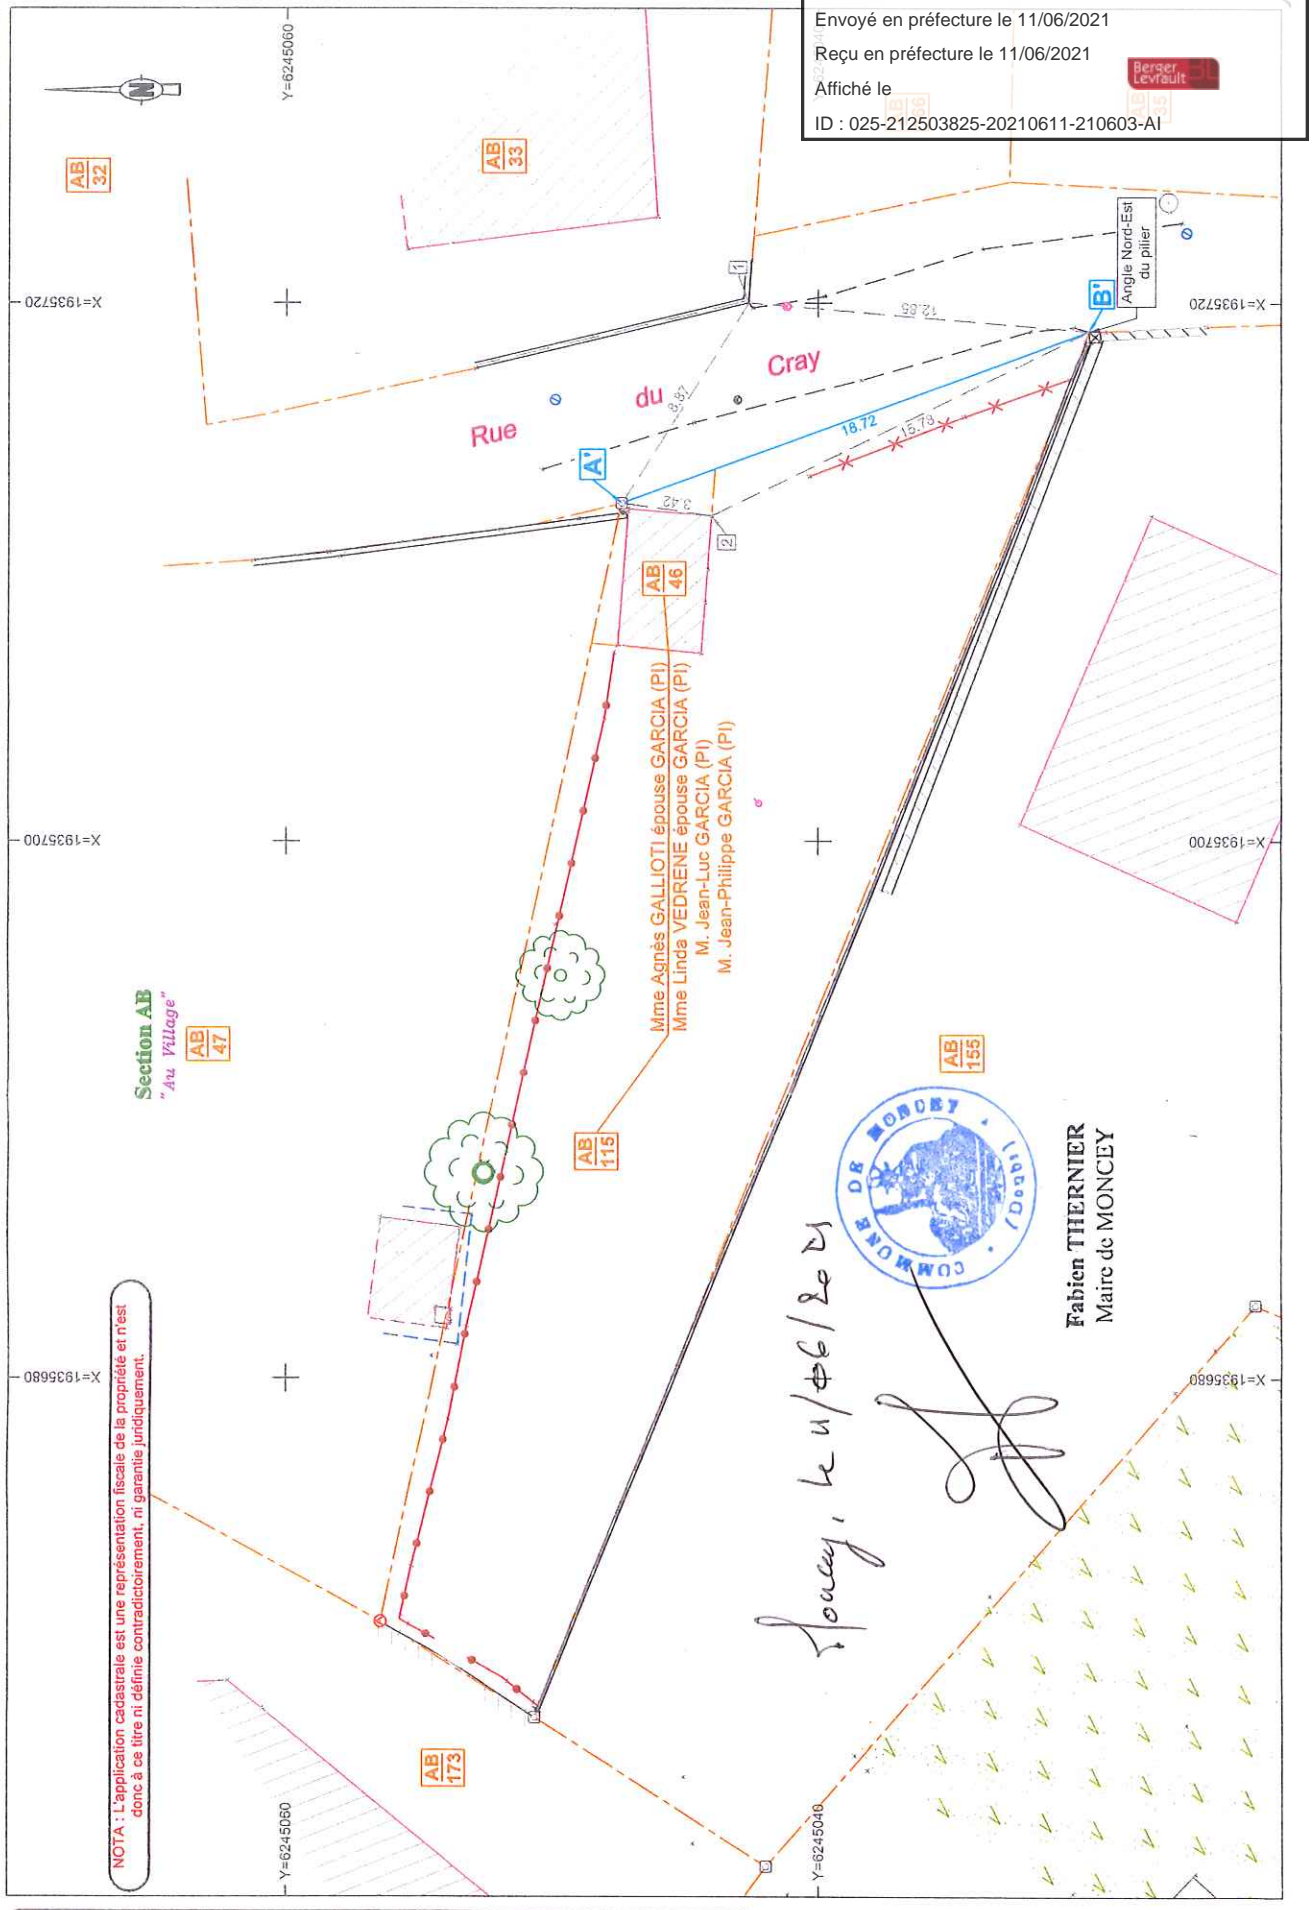 Envoyé en préfecture le 11/06/2021
Reçu en préfecture le 11/06/2021
Affiché le
ID : 025-212503825-20210611-210603-AI
Berger
Levrault
NOTA : L'application cadastrale est une représentation fiscale de la propriété et n'est
donc à ce titre ni définie contradictoirement, ni garantie juridiquement.
Section AB
"Au Village"
AB
47
AB
32
AB
33
AB
35
AB
66
N
Y=6245060
Y=6245060
Y=6245040
X=1935720
X=1935720
X=1935700
X=1935700
X=1935680
X=1935680
Rue
du
Cray
A'
B'
Angle Nord-Est
du pilier
1
2
8.87
12.85
18.72
15.78
3.42
AB
46
AB
115
Mme Agnès GALLIOTI épouse GARCIA (PI)
Mme Linda VEDRENE épouse GARCIA (PI)
M. Jean-Luc GARCIA (PI)
M. Jean-Philippe GARCIA (PI)
AB
155
AB
173
COMMUNE DE MONCEY
(Doubs)
Moncey, le 11/06/2021
Fabien THERNIER
Maire de MONCEY